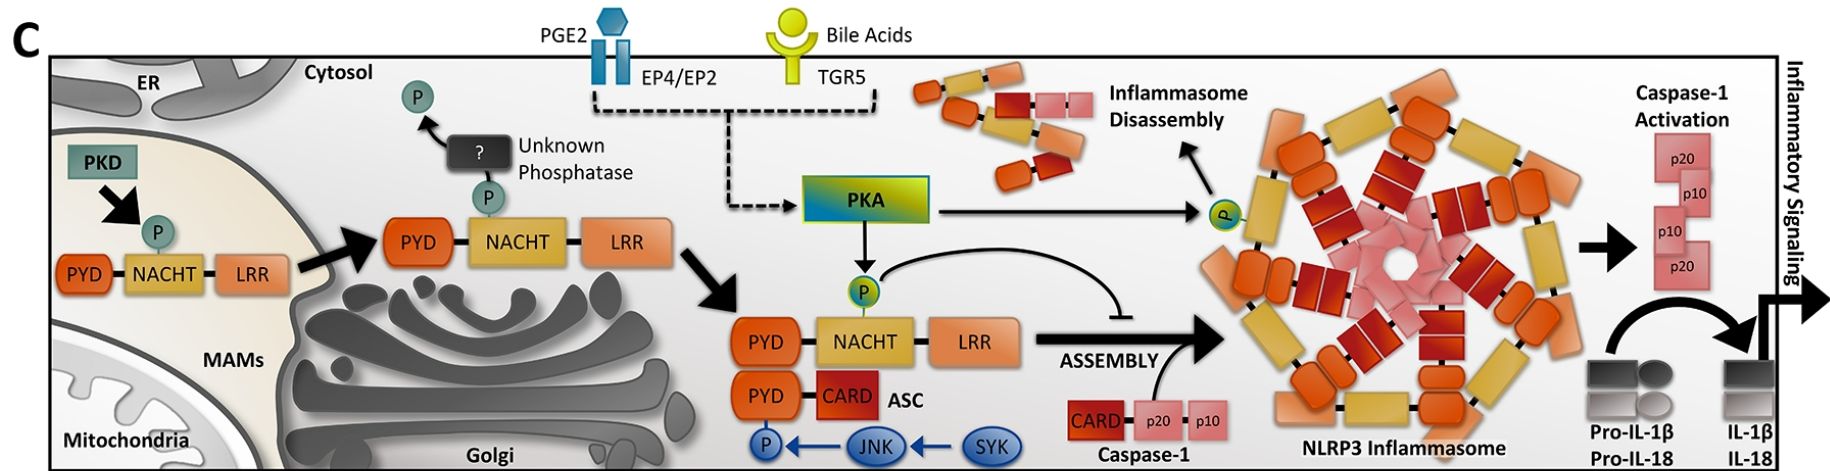 C
PGE2
Bile Acids
EP4/EP2
TGR5
ER
Cytosol
P
?
Unknown
Phosphatase
P
PKD
P
PYD
NACHT
LRR
PYD
NACHT
LRR
MAMs
Mitochondria
Golgi
PKA
P
PYD
NACHT
LRR
PYD
CARD
ASC
P
JNK
SYK
ASSEMBLY
CARD
p20
p10
Caspase-1
Inflammasome
Disassembly
P
NLRP3 Inflammasome
Caspase-1
Activation
p20
p10
p10
p20
Pro-IL-1β
Pro-IL-18
IL-1β
IL-18
Inflammatory Signaling